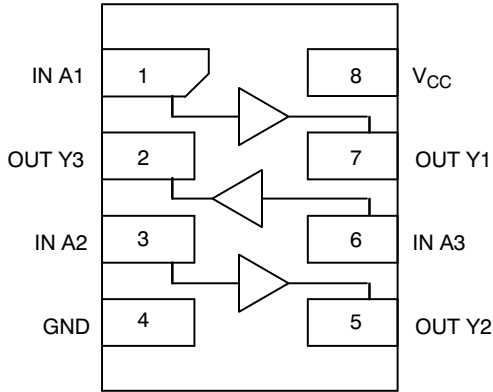 IN A1 1 8 VCC
OUT Y3 2 7 OUT Y1
IN A2 3 6 IN A3
GND 4 5 OUT Y2